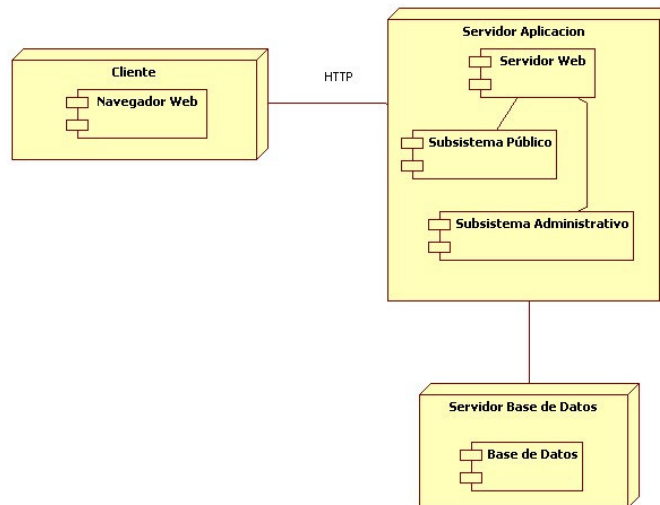 Cliente
Navegador Web
HTTP
Servidor Aplicacion
Servidor Web
Subsistema Público
Subsistema Administrativo
Servidor Base de Datos
Base de Datos